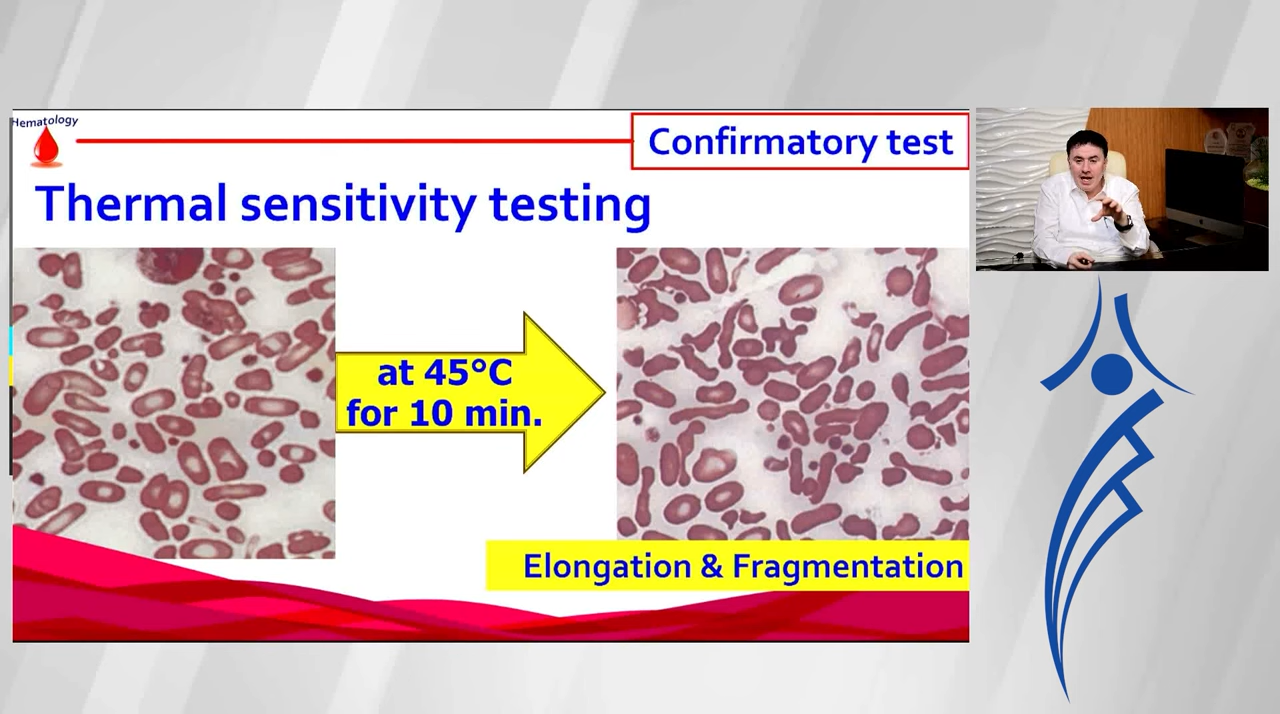 Hematology
Confirmatory test
Thermal sensitivity testing
at 45°C
for 10 min.
Elongation & Fragmentation